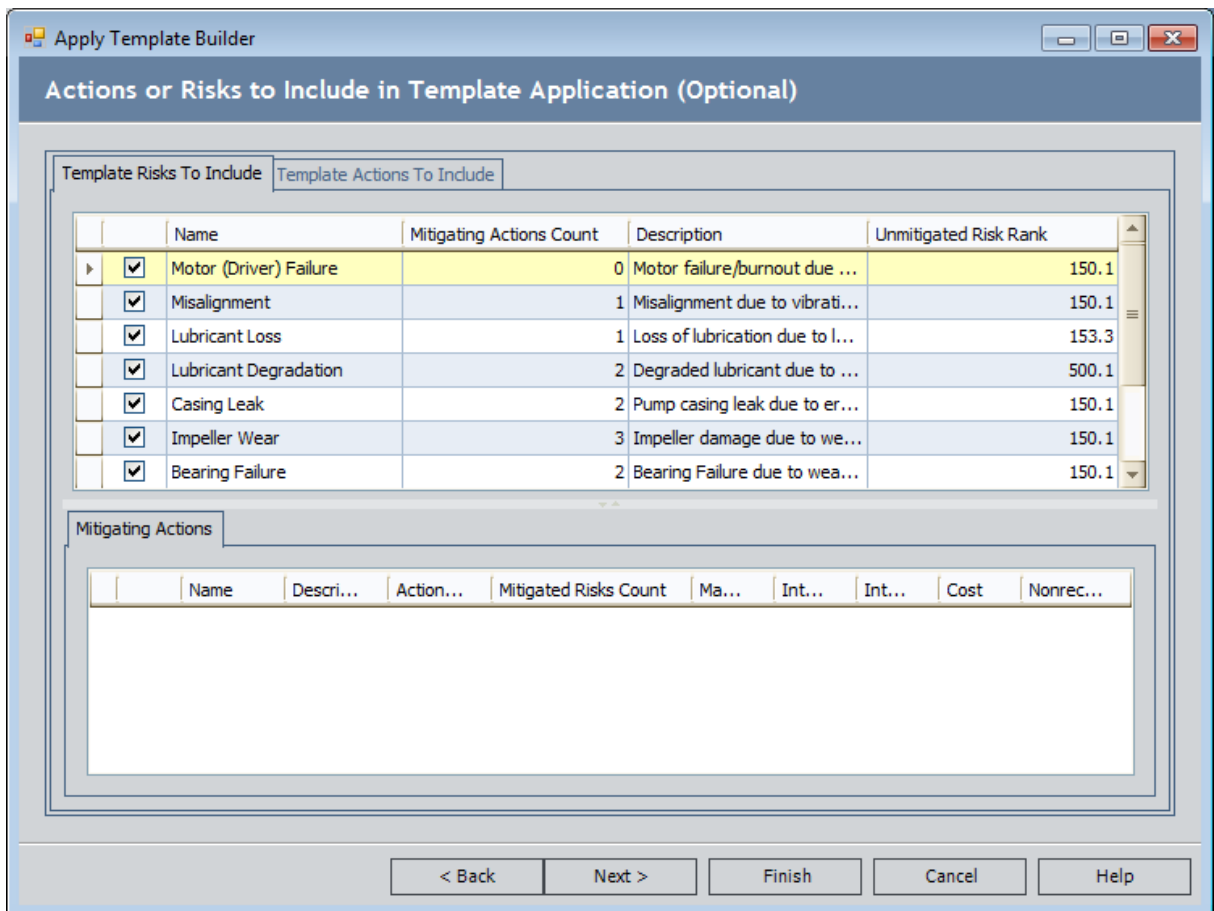 Apply Template Builder
Actions or Risks to Include in Template Application (Optional)
Template Risks To Include Template Actions To Include
Name Mitigating Actions Count Description Unmitigated Risk Rank
Motor (Driver) Failure 0 Motor failure/burnout due ... 150.1
Misalignment 1 Misalignment due to vibrati... 150.1
Lubricant Loss 1 Loss of lubrication due to l... 153.3
Lubricant Degradation 2 Degraded lubricant due to ... 500.1
Casing Leak 2 Pump casing leak due to er... 150.1
Impeller Wear 3 Impeller damage due to we... 150.1
Bearing Failure 2 Bearing Failure due to wea... 150.1
Mitigating Actions
Name Descri... Action... Mitigated Risks Count Ma... Int... Int... Cost Nonrec...
< Back Next > Finish Cancel Help